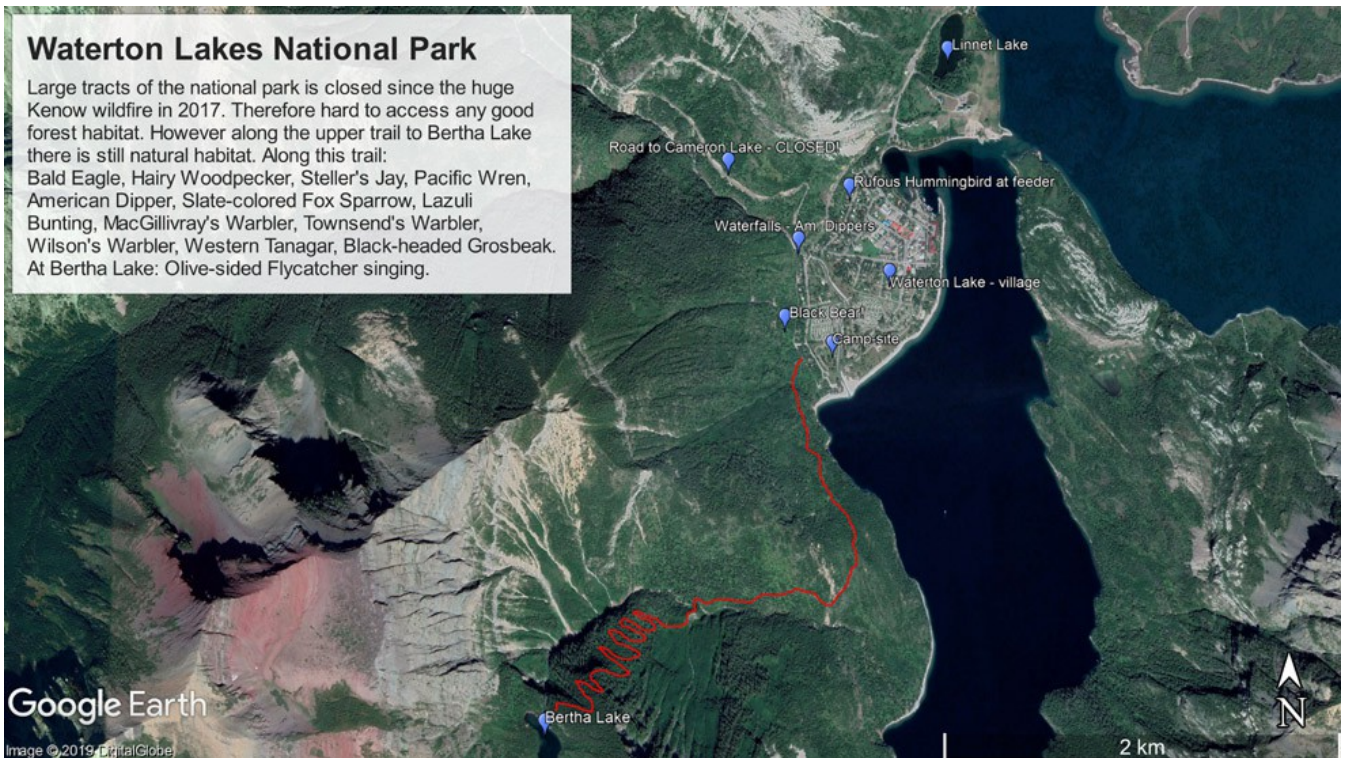 Waterton Lakes National Park
Large tracts of the national park is closed since the huge
Kenow wildfire in 2017. Therefore hard to access any good
forest habitat. However along the upper trail to Bertha Lake
there is still natural habitat. Along this trail:
Bald Eagle, Hairy Woodpecker, Steller's Jay, Pacific Wren,
American Dipper, Slate-colored Fox Sparrow, Lazuli
Bunting, MacGillivray's Warbler, Townsend's Warbler,
Wilson's Warbler, Western Tanagar, Black-headed Grosbeak.
At Bertha Lake: Olive-sided Flycatcher singing.
Linnet Lake
Road to Cameron Lake - CLOSED!
Rufous Hummingbird at feeder
Waterfalls - Am. Dippers
Waterton Lake - village
Black Bear!
Camp-site
Bertha Lake
Google Earth
Image © 2019 DigitalGlobe
N
2 km